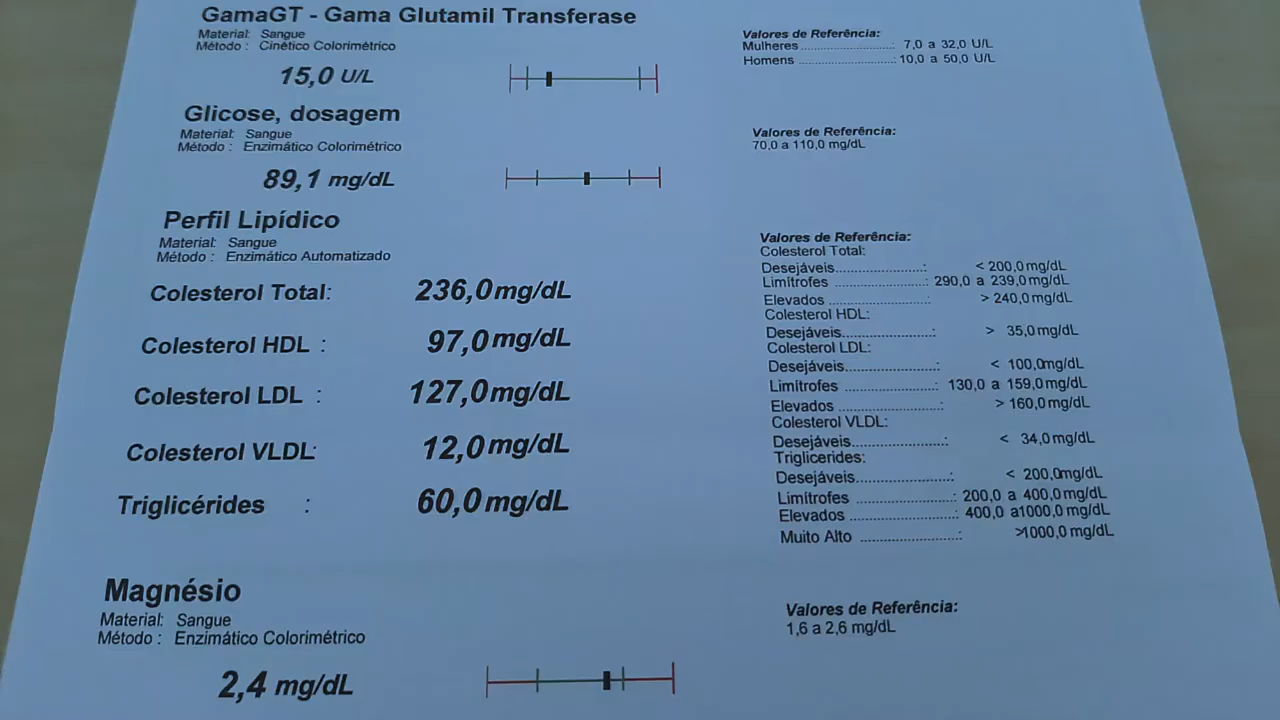 GamaGT - Gama Glutamil Transferase
Material: Sangue
Método : Cinético Colorimétrico
15,0 U/L
Valores de Referência:
Mulheres ........................: 7,0 a 32,0 U/L
Homens ..........................: 10,0 a 50,0 U/L
Glicose, dosagem
Material: Sangue
Método : Enzimático Colorimétrico
89,1 mg/dL
Valores de Referência:
70,0 a 110,0 mg/dL
Perfil Lipídico
Material: Sangue
Método : Enzimático Automatizado
Colesterol Total: 236,0 mg/dL
Colesterol HDL : 97,0 mg/dL
Colesterol LDL : 127,0 mg/dL
Colesterol VLDL: 12,0 mg/dL
Triglicérides : 60,0 mg/dL
Valores de Referência:
Colesterol Total:
Desejáveis.......................: < 200,0 mg/dL
Limítrofes .......................: 290,0 a 239,0 mg/dL
Elevados ........................: > 240,0 mg/dL
Colesterol HDL:
Desejáveis.......................: > 35,0 mg/dL
Colesterol LDL:
Desejáveis.......................: < 100,0mg/dL
Limítrofes .......................: 130,0 a 159,0 mg/dL
Elevados ........................: > 160,0 mg/dL
Colesterol VLDL:
Desejáveis.......................: < 34,0 mg/dL
Triglicerides:
Desejáveis.......................: < 200,0mg/dL
Limítrofes .......................: 200,0 a 400,0 mg/dL
Elevados ........................: 400,0 a1000,0 mg/dL
Muito Alto .......................: >1000,0 mg/dL
Magnésio
Material: Sangue
Método : Enzimático Colorimétrico
2,4 mg/dL
Valores de Referência:
1,6 a 2,6 mg/dL